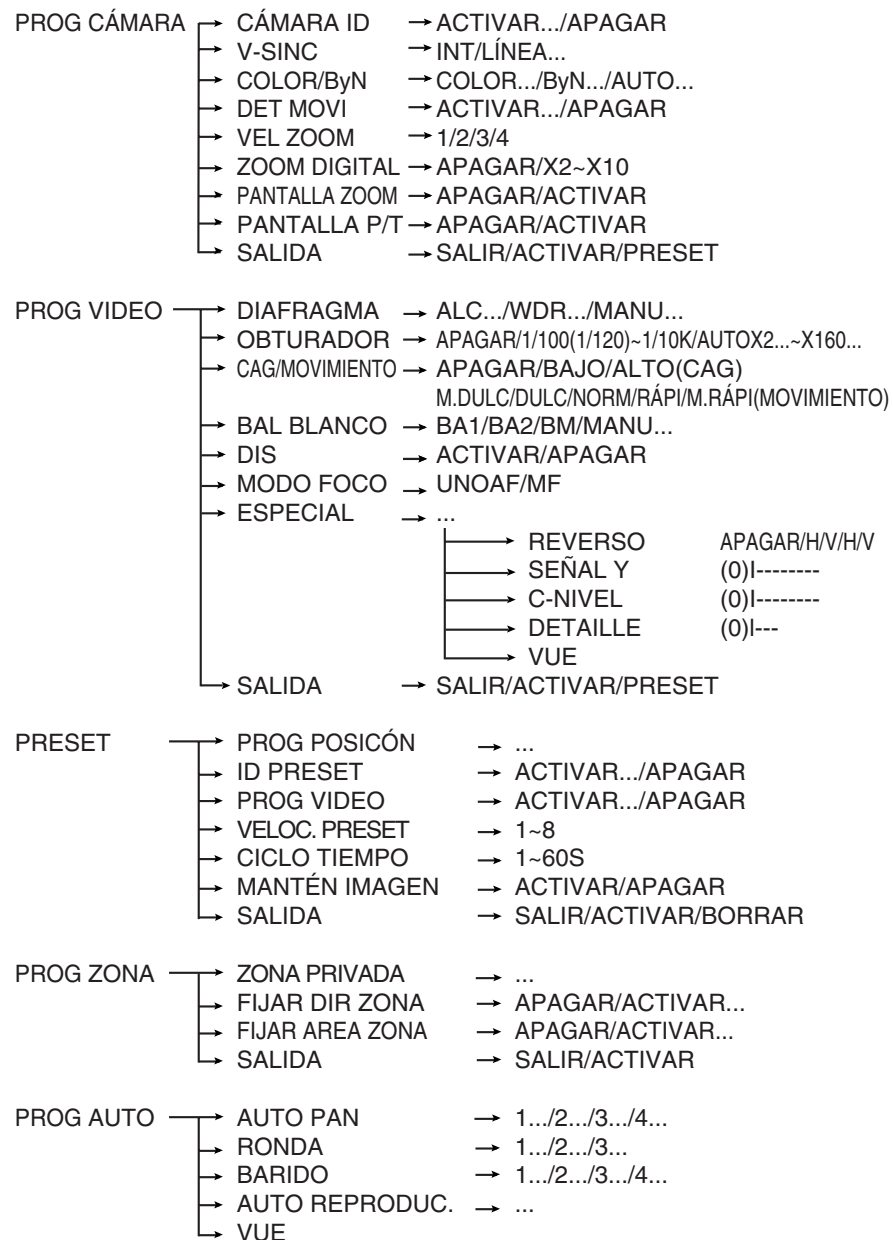 PROG CÁMARA → CÁMARA ID → ACTIVAR.../APAGAR
→ V-SINC → INT/LÍNEA...
→ COLOR/ByN → COLOR.../ByN.../AUTO...
→ DET MOVI → ACTIVAR.../APAGAR
→ VEL ZOOM → 1/2/3/4
→ ZOOM DIGITAL → APAGAR/X2~X10
→ PANTALLA ZOOM → APAGAR/ACTIVAR
→ PANTALLA P/T → APAGAR/ACTIVAR
→ SALIDA → SALIR/ACTIVAR/PRESET
PROG VIDEO → DIAFRAGMA → ALC.../WDR.../MANU...
→ OBTURADOR → APAGAR/1/100(1/120)~1/10K/AUTOX2...~X160...
→ CAG/MOVIMIENTO → APAGAR/BAJO/ALTO(CAG)
M.DULC/DULC/NORM/RÁPI/M.RÁPI(MOVIMIENTO)
→ BAL BLANCO → BA1/BA2/BM/MANU...
→ DIS → ACTIVAR/APAGAR
→ MODO FOCO → UNOAF/MF
→ ESPECIAL → ...
→ REVERSO APAGAR/H/V/H/V
→ SEÑAL Y (0)I--------
→ C-NIVEL (0)I--------
→ DETAILLE (0)I---
→ VUE
→ SALIDA → SALIR/ACTIVAR/PRESET
PRESET → PROG POSICÓN → ...
→ ID PRESET → ACTIVAR.../APAGAR
→ PROG VIDEO → ACTIVAR.../APAGAR
→ VELOC. PRESET → 1~8
→ CICLO TIEMPO → 1~60S
→ MANTÉN IMAGEN → ACTIVAR/APAGAR
→ SALIDA → SALIR/ACTIVAR/BORRAR
PROG ZONA → ZONA PRIVADA → ...
→ FIJAR DIR ZONA → APAGAR/ACTIVAR...
→ FIJAR AREA ZONA → APAGAR/ACTIVAR...
→ SALIDA → SALIR/ACTIVAR
PROG AUTO → AUTO PAN → 1.../2.../3.../4...
→ RONDA → 1.../2.../3...
→ BARIDO → 1.../2.../3.../4...
→ AUTO REPRODUC. → ...
→ VUE